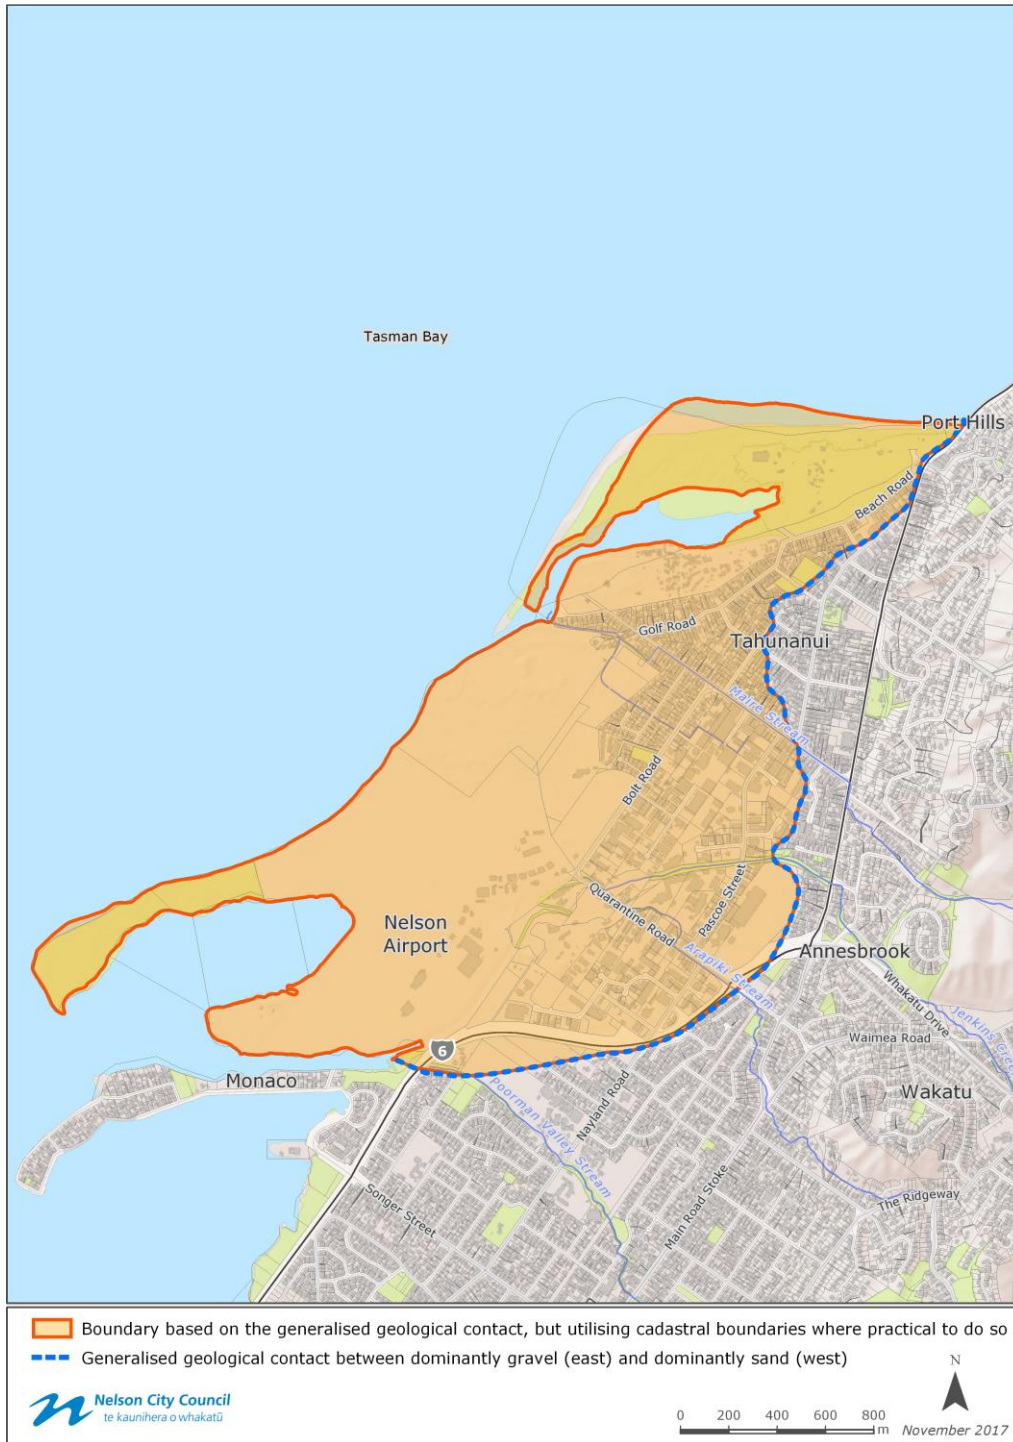 Tasman Bay
Port Hills
Beach Road
Golf Road
Tahunanui
Maire Stream
Bolt Road
Pascoe Street
Quarantine Road
Nelson
Airport
Arapiki Stream
Annesbrook
Whakatu Drive
Jenkins Cree
Waimea Road
6
Monaco
Wakatu
Poorman Valley Stream
Nayland Road
Songer Street
Main Road Stoke
The Ridgeway
Boundary based on the generalised geological contact, but utilising cadastral boundaries where practical to do so
Generalised geological contact between dominantly gravel (east) and dominantly sand (west)
N
Nelson City Council
te kaunihera o whakatū
0 200 400 600 800
m
November 2017